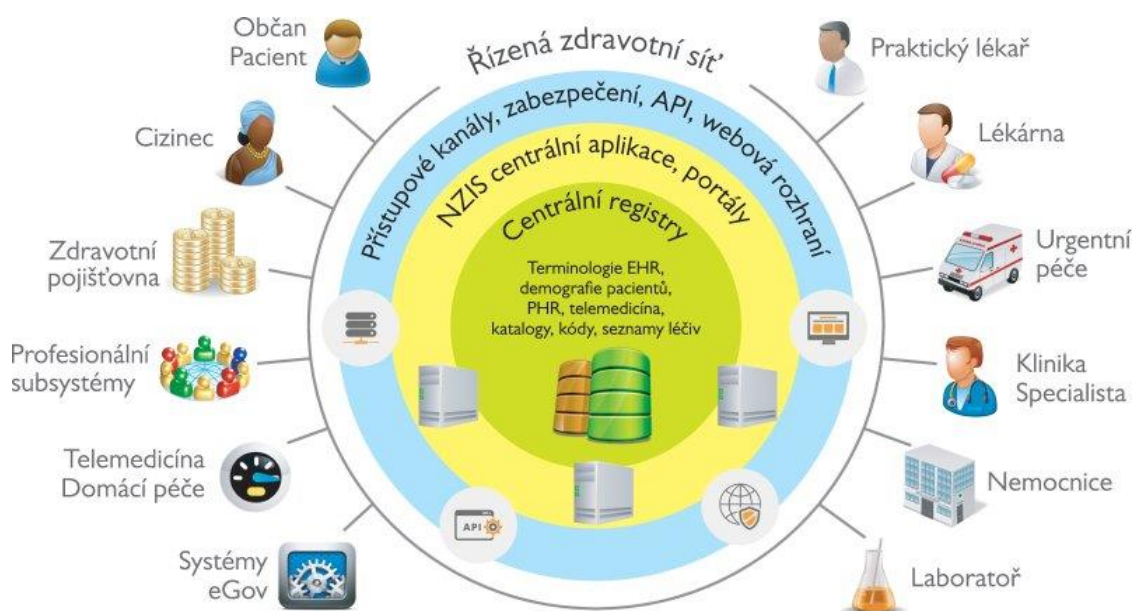 Občan
Pacient
Cizinec
Zdravotní
pojišťovna
Profesionální
subsystémy
Telemedicína
Domácí péče
Systémy
eGov
Řízená zdravotní síť
Přístupové kanály, zabezpečení, API, webová rozhraní
NZIS centrální aplikace, portály
Centrální registry
Terminologie EHR,
demografie pacientů,
PHR, telemedicína,
katalogy, kódy, seznamy léčiv
API
Praktický lékař
Lékárna
Urgentní
péče
Klinika
Specialista
Nemocnice
Laboratoř